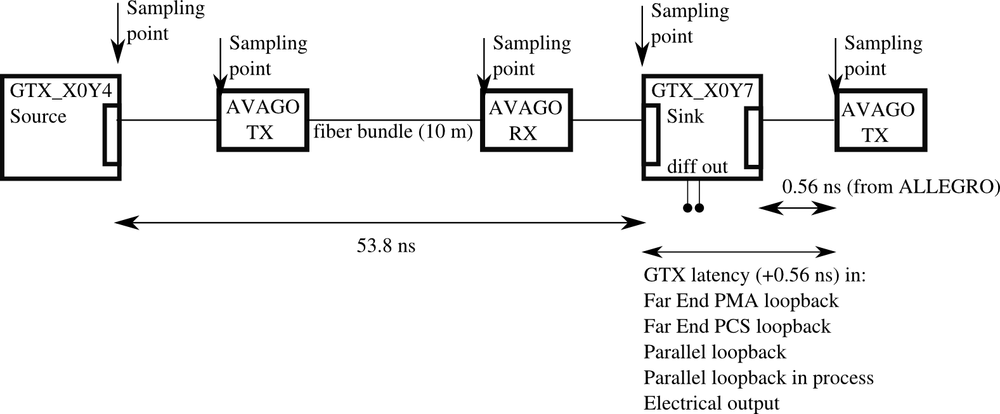 Sampling
point
Sampling
point
Sampling
point
Sampling
point
Sampling
point
GTX_X0Y4
Source
AVAGO
TX
fiber bundle (10 m)
AVAGO
RX
GTX_X0Y7
Sink
diff out
AVAGO
TX
0.56 ns (from ALLEGRO)
53.8 ns
GTX latency (+0.56 ns) in:
Far End PMA loopback
Far End PCS loopback
Parallel loopback
Parallel loopback in process
Electrical output